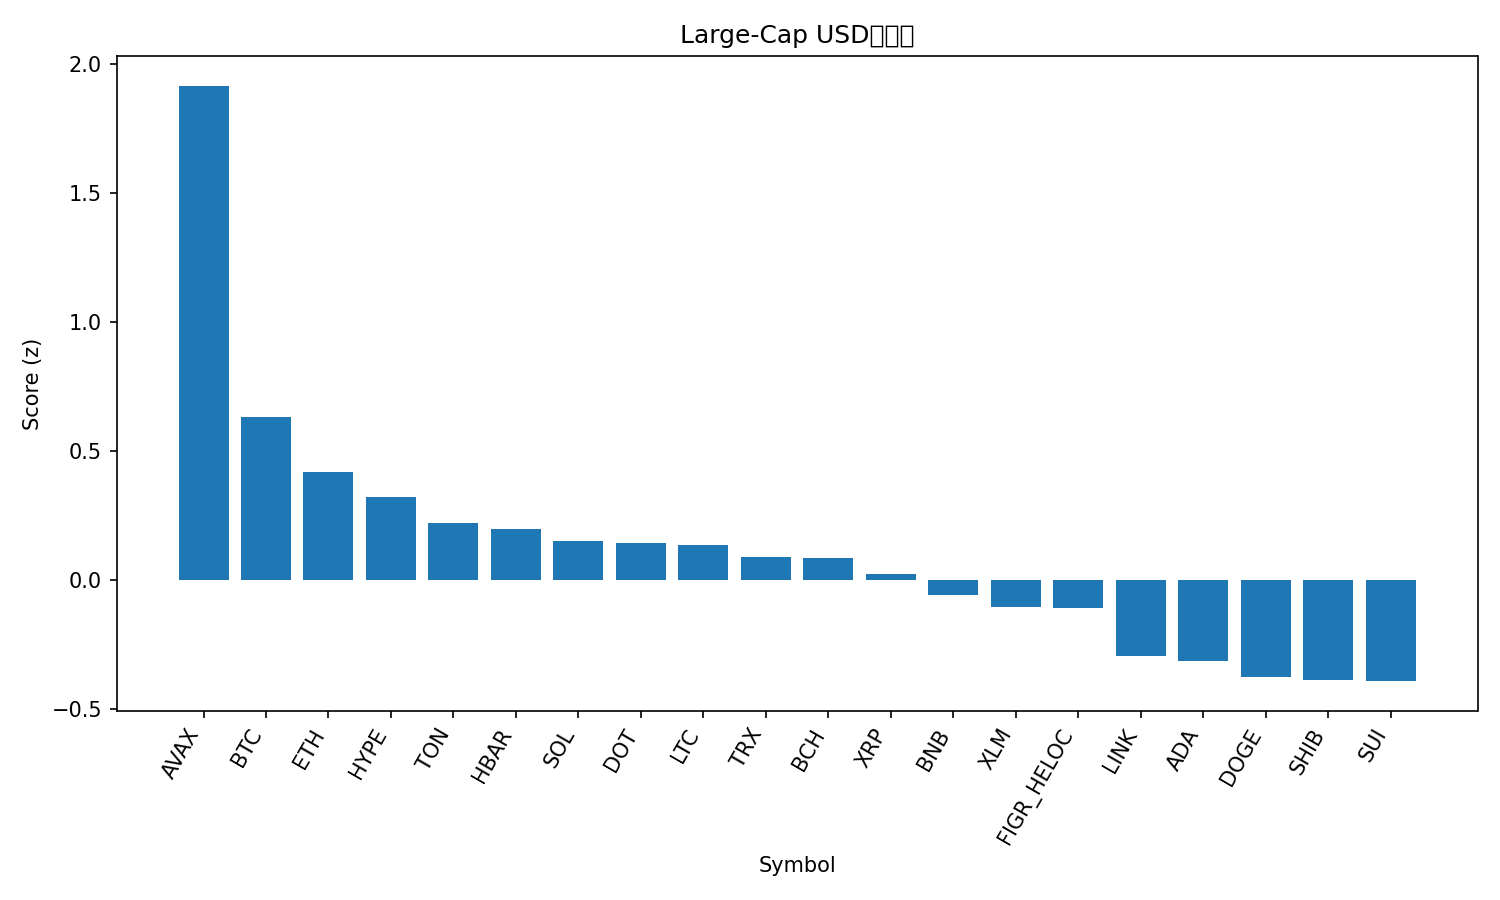 Large-Cap USD
2.0
1.5
1.0
0.5
0.0
−0.5
Score (z)
AVAX
BTC
ETH
HYPE
TON
HBAR
SOL
DOT
LTC
TRX
BCH
XRP
BNB
XLM
FIGR_HELOC
LINK
ADA
DOGE
SHIB
SUI
Symbol